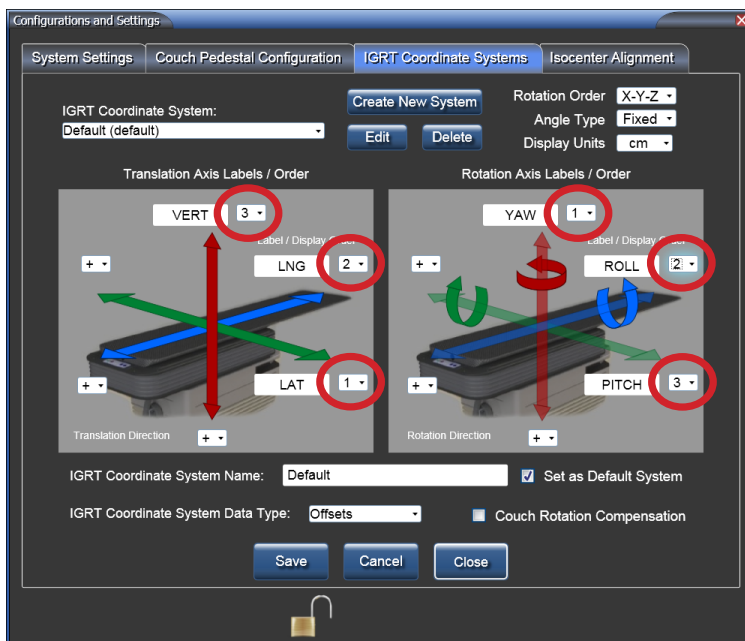 Configurations and Settings
System Settings
Couch Pedestal Configuration
IGRT Coordinate Systems
Isocenter Alignment
IGRT Coordinate System:
Default (default)
Create New System
Edit
Delete
Rotation Order X-Y-Z
Angle Type Fixed
Display Units cm
Translation Axis Labels / Order
VERT 3
Label / Display Order
+
LNG 2
LAT 1
+
Translation Direction
+
Rotation Axis Labels / Order
YAW 1
Label / Display Order
+
ROLL 2
PITCH 3
+
Rotation Direction
+
IGRT Coordinate System Name: Default
Set as Default System
IGRT Coordinate System Data Type: Offsets
Couch Rotation Compensation
Save
Cancel
Close